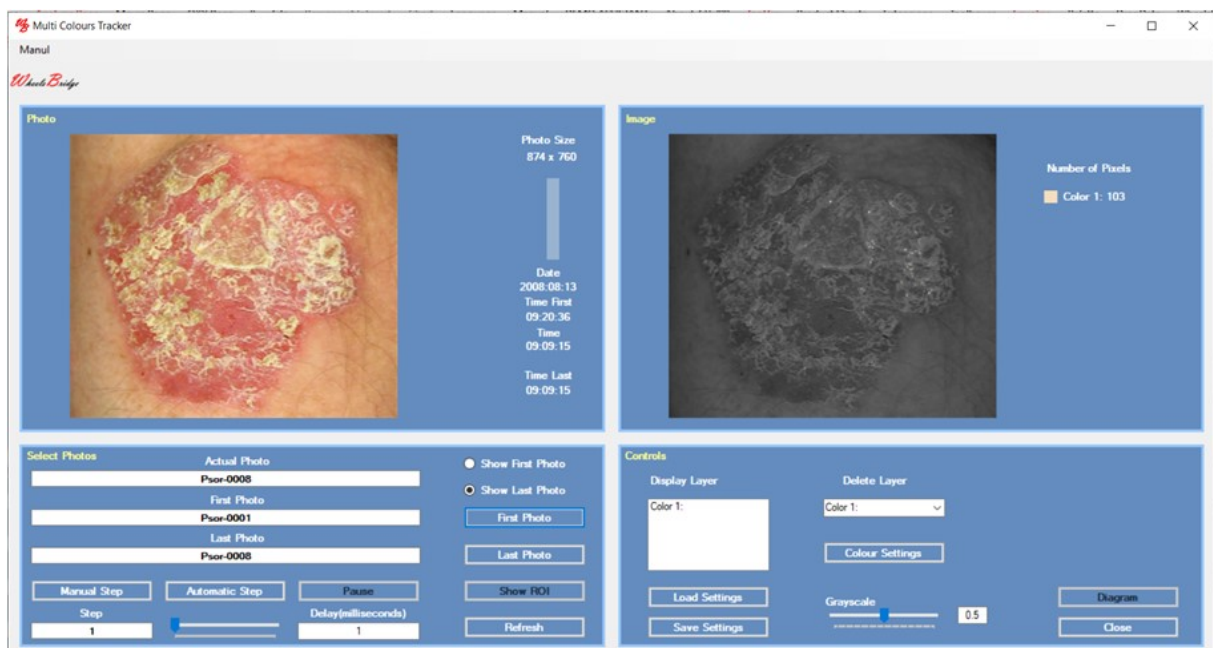 Multi Colours Tracker
Manul
Wheels Bridge
Photo
Photo Size
874 x 760
Date
2008:08:13
Time First
09:20:36
Time
09:09:15
Time Last
09:09:15
Image
Number of Pixels
Color 1: 103
Select Photos
Actual Photo
Psor-0008
First Photo
Psor-0001
Last Photo
Psor-0008
Show First Photo
Show Last Photo
First Photo
Last Photo
Manual Step
Automatic Step
Pause
Show ROI
Step
1
Delay(milliseconds)
1
Refresh
Controls
Display Layer
Color 1:
Delete Layer
Color 1:
Colour Settings
Load Settings
Save Settings
Grayscale
0.5
Diagram
Close